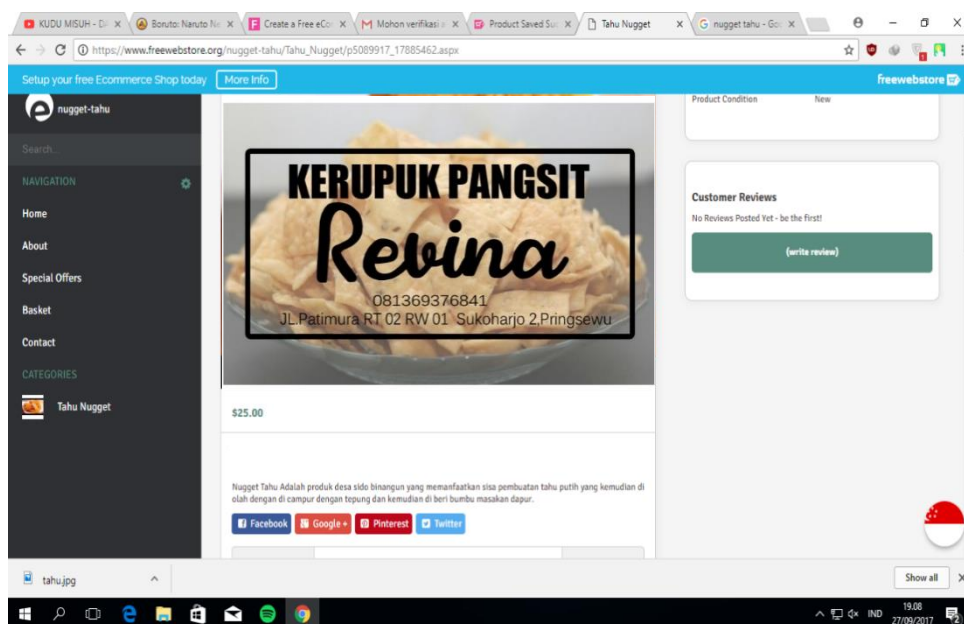 KUDU MISUH - D
Boruto: Naruto Ne
Create a Free eCo
Mohon verifikasi
Product Saved Suc
Tahu Nugget
nugget tahu - Goo
https://www.freewebstore.org/nugget-tahu/Tahu_Nugget/p5089917_17885462.aspx
Setup your free Ecommerce Shop today
More Info
freewebstore
nugget-tahu
Search...
NAVIGATION
Home
About
Special Offers
Basket
Contact
CATEGORIES
Tahu Nugget
KERUPUK PANGSIT
Revina
081369376841
JL.Patimura RT 02 RW 01 Sukoharjo 2,Pringsewu
$25.00
Nugget Tahu Adalah produk desa sido binangun yang memanfaatkan sisa pembuatan tahu putih yang kemudian di
olah dengan di campur dengan tepung dan kemudian di beri bumbu masakan dapur.
Facebook
Google +
Pinterest
Twitter
Product Condition New
Customer Reviews
No Reviews Posted Yet - be the first!
(write review)
tahu.jpg
Show all
IND
19.08
27/09/2017